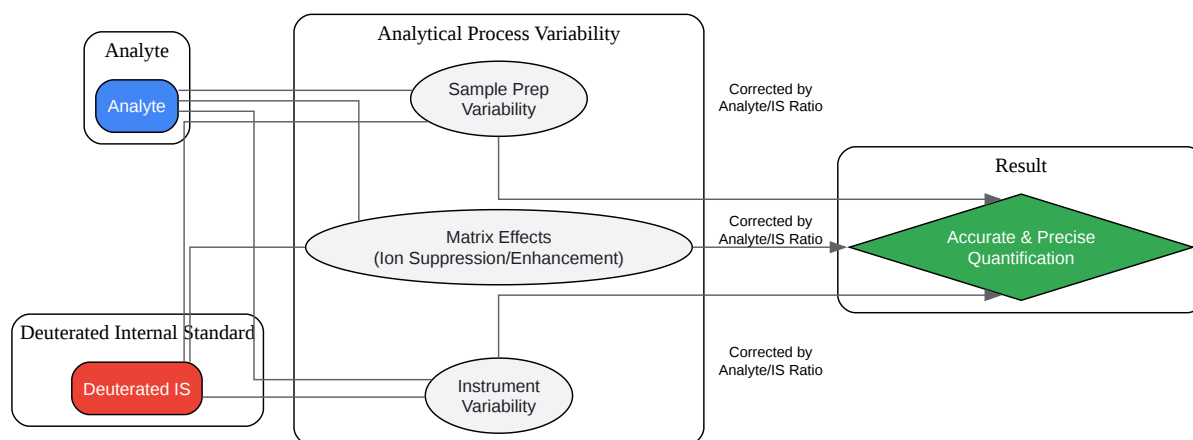 Analytical Process Variability
Analyte
Analyte
Sample Prep
Variability
Corrected by
Analyte/IS Ratio
Result
Matrix Effects
(Ion Suppression/Enhancement)
Corrected by
Analyte/IS Ratio
Accurate & Precise
Quantification
Deuterated Internal Standard
Deuterated IS
Instrument
Variability
Corrected by
Analyte/IS Ratio